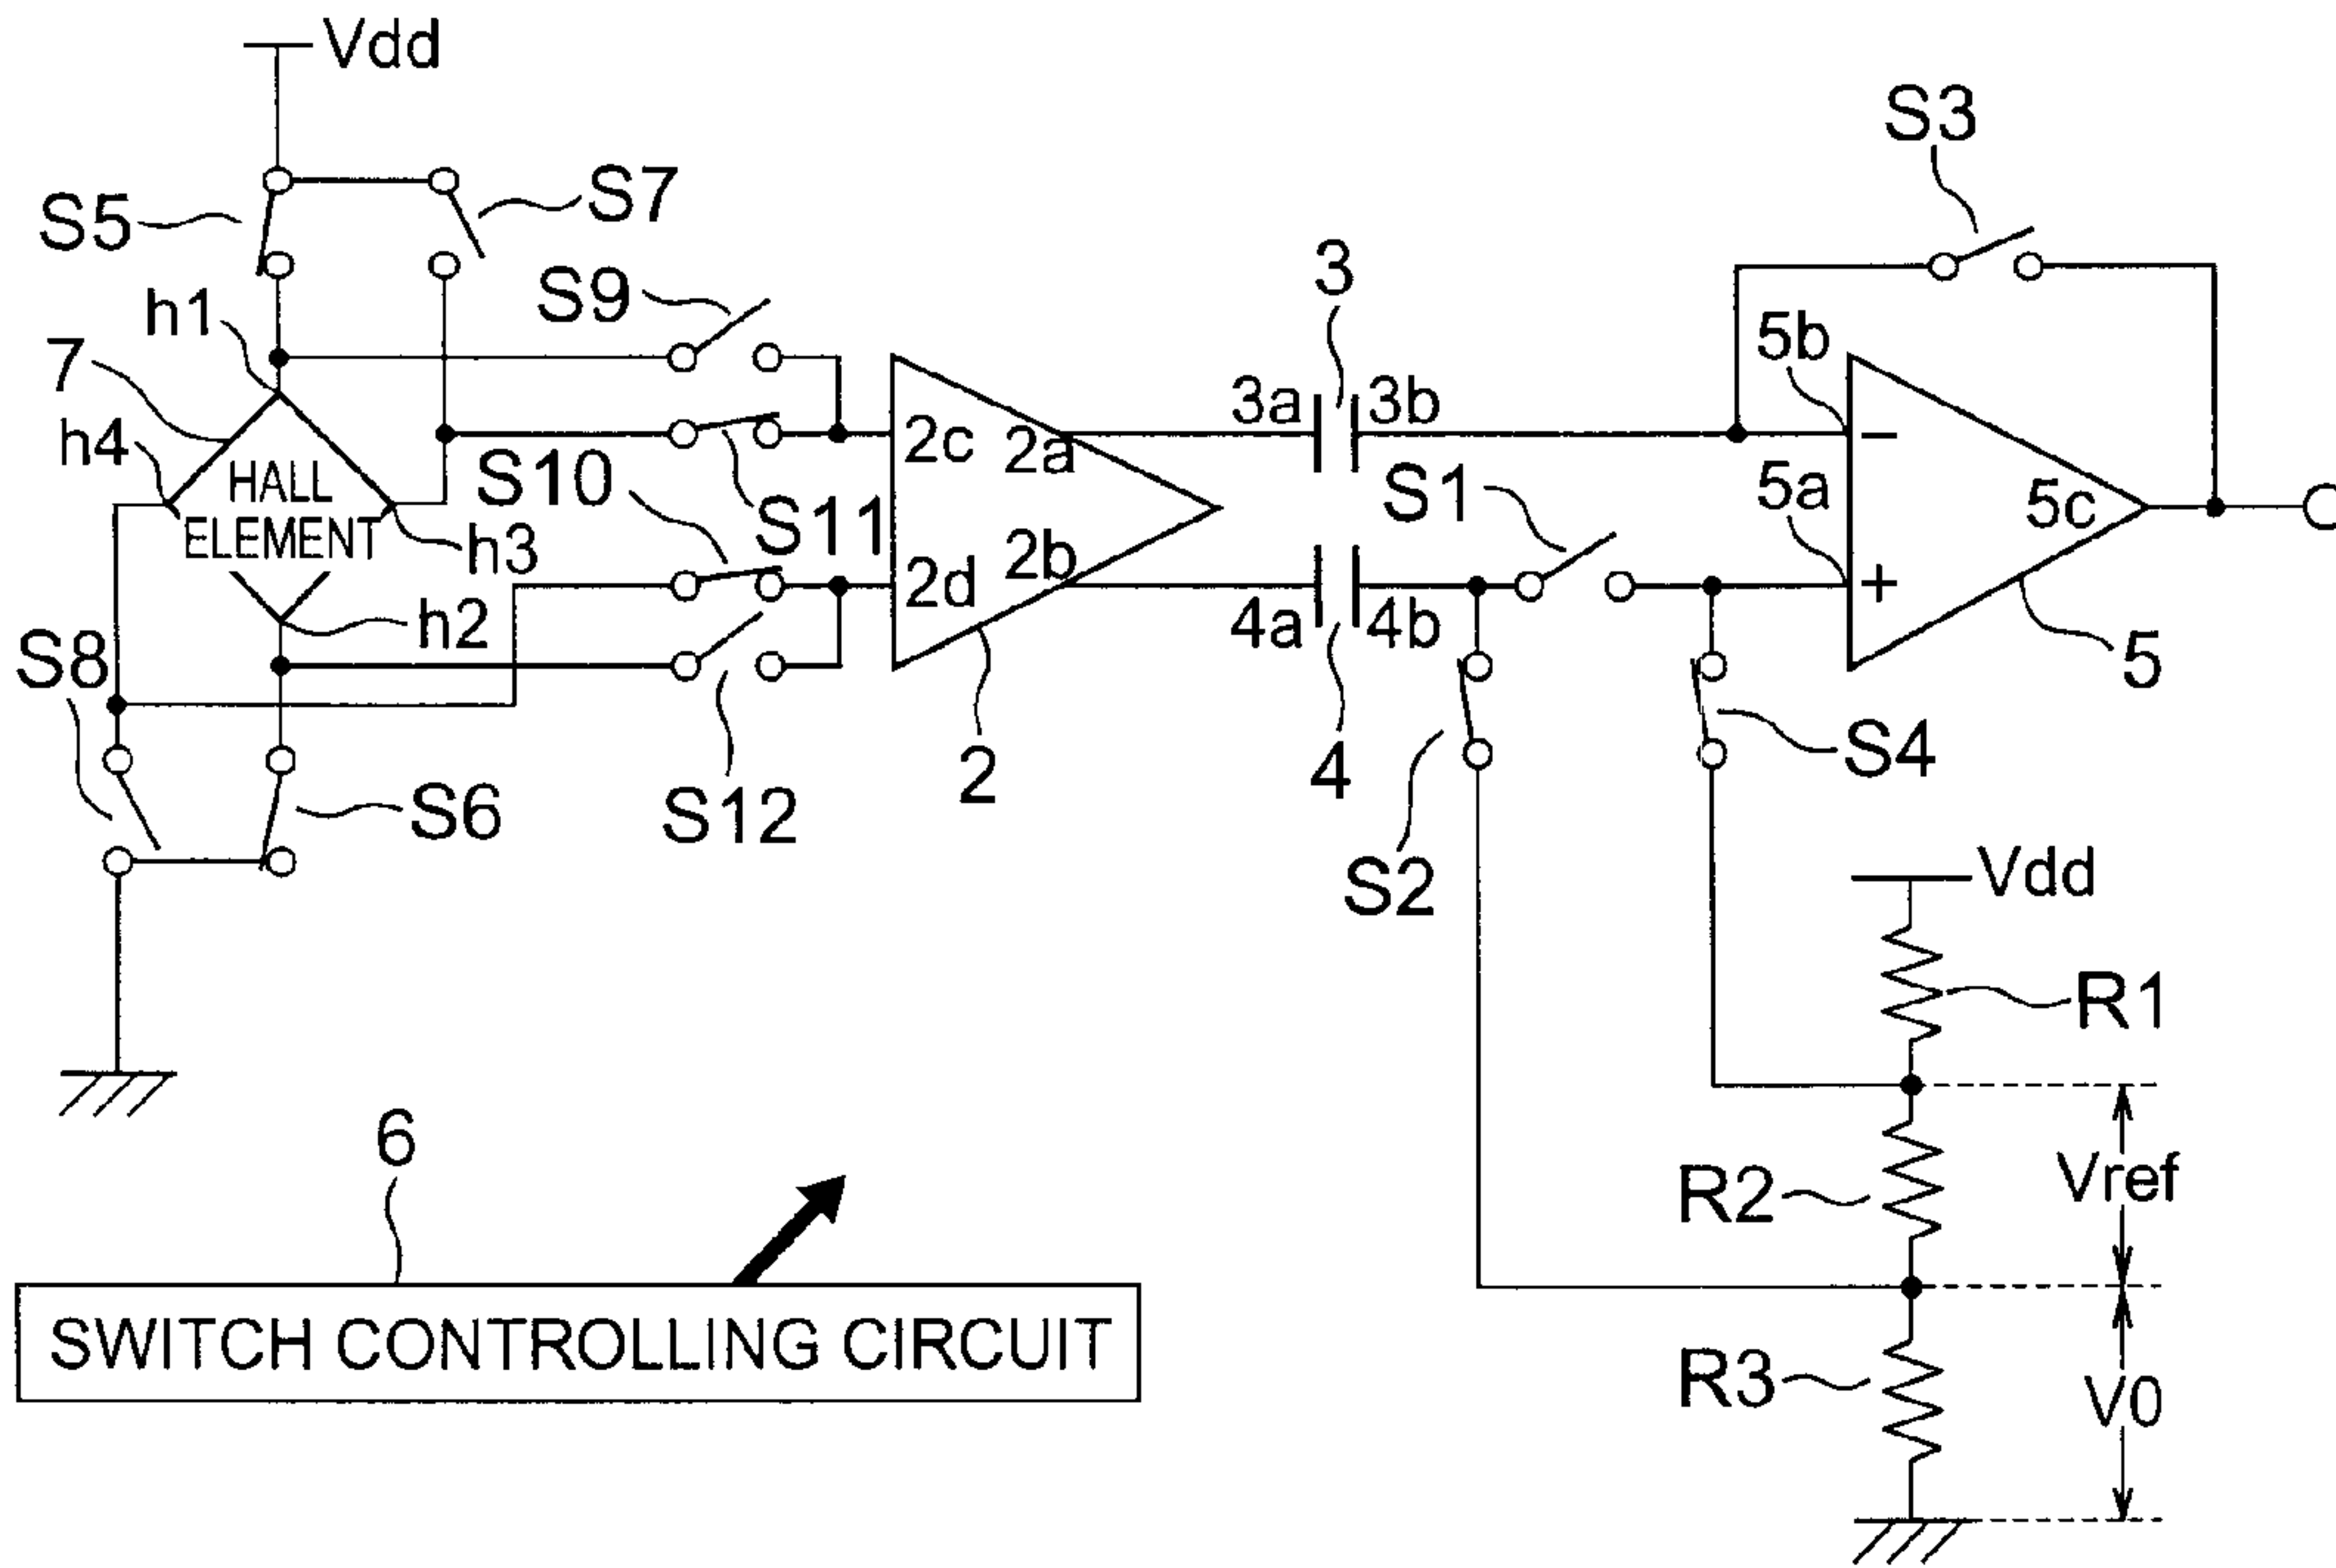 Vdd
S3
S5
S7
3
S9
h1
5b
7
3a
3b
h4
2c
2a
−
S10
S1
5a
HALL
ELEMENT
S11
5c
h3
2b
2d
+
h2
4a
4b
S8
5
S4
2
4
S6
S12
S2
Vdd
R1
6
Vref
R2
SWITCH CONTROLLING CIRCUIT
R3
V0